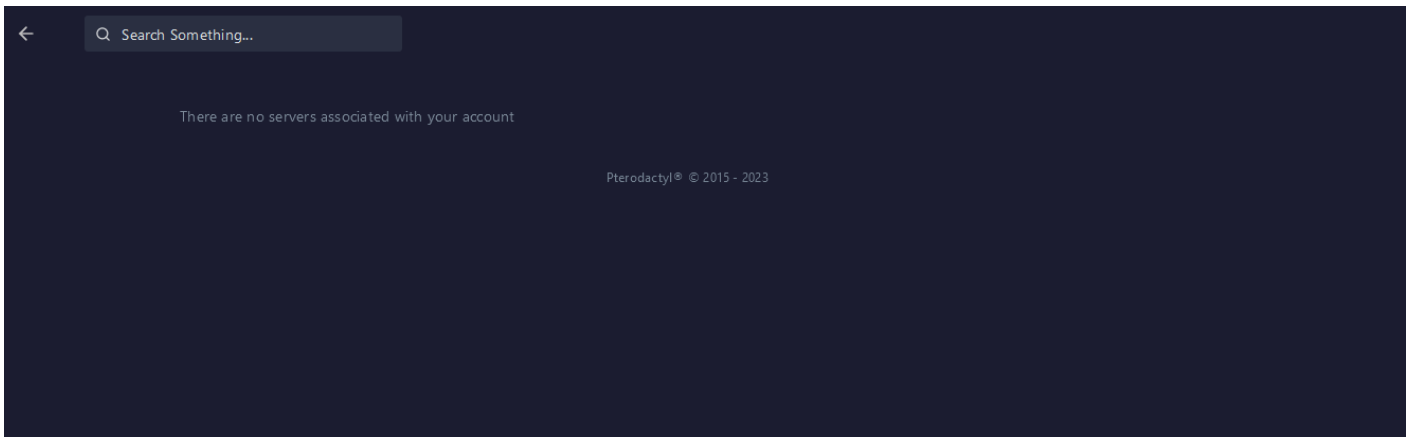 Search Something...
There are no servers associated with your account
Pterodactyl® © 2015 - 2023